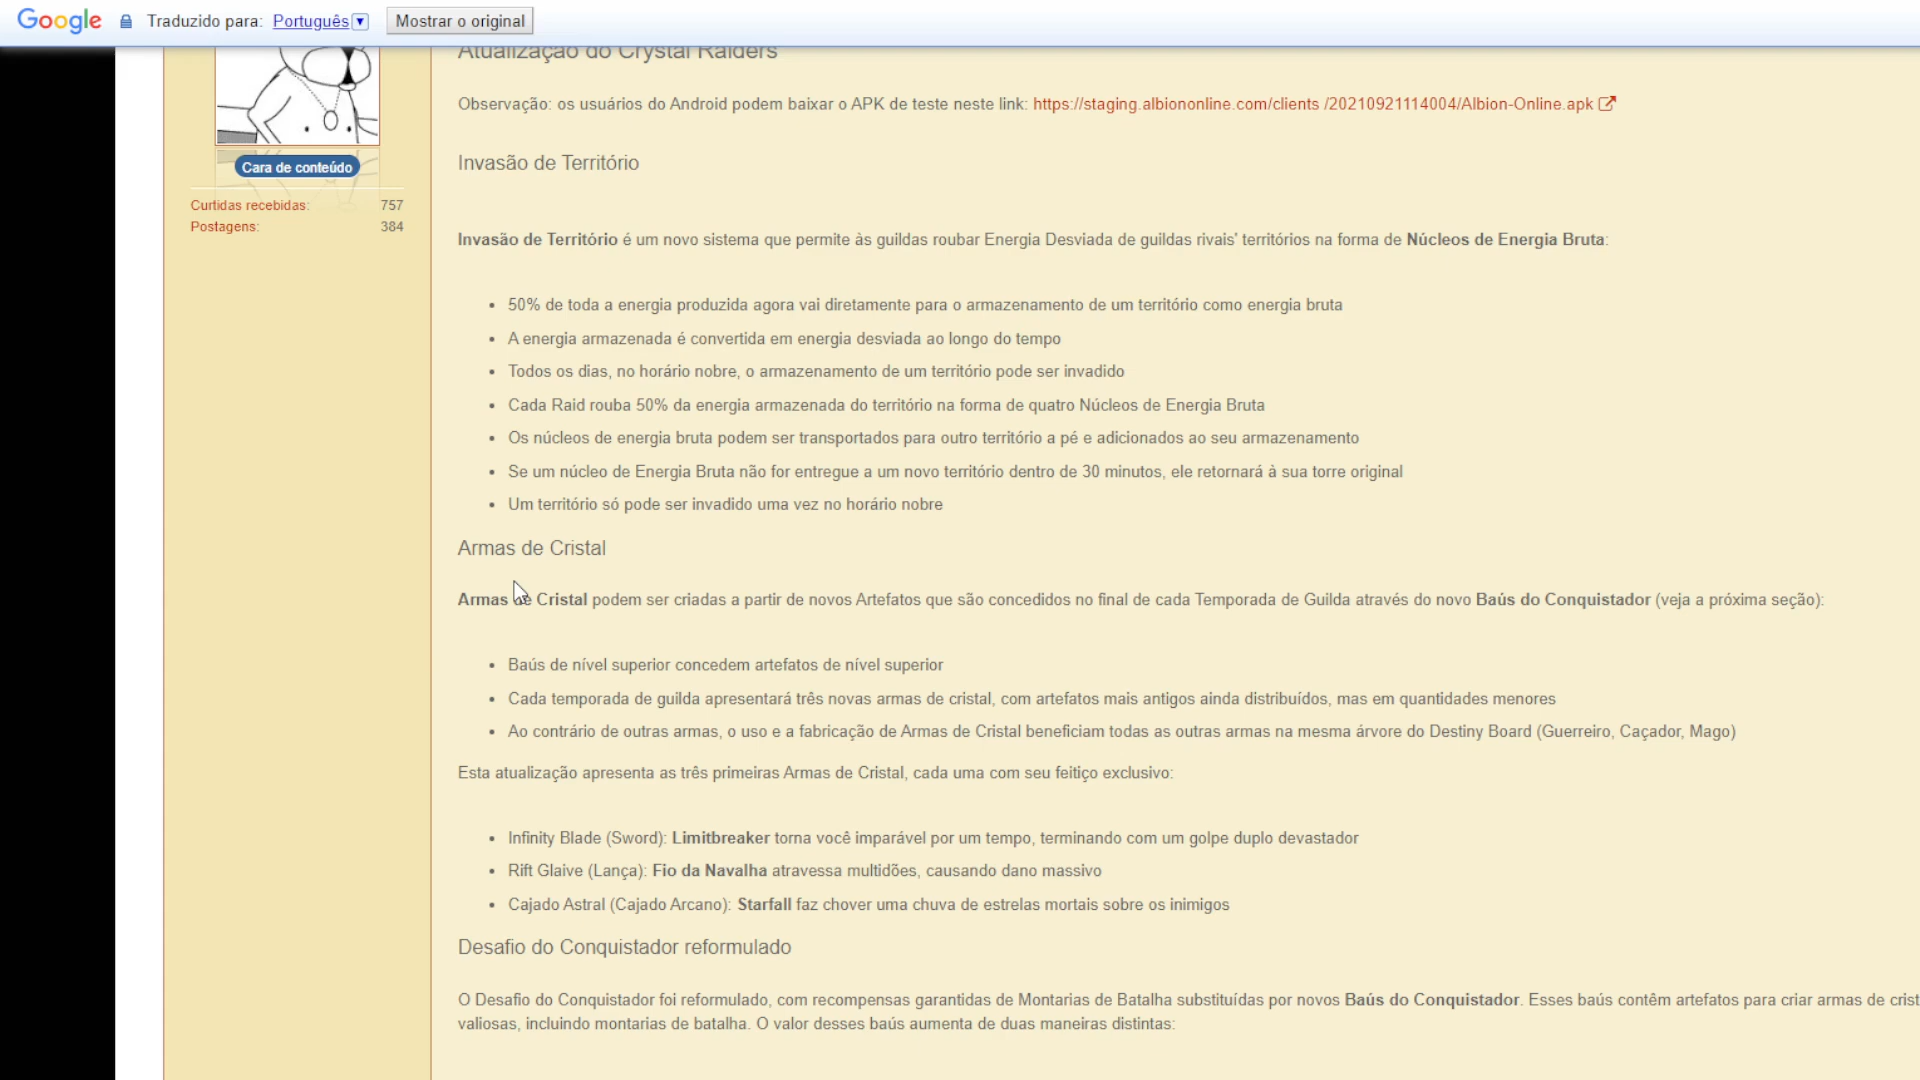 Google Traduzido para: Português Mostrar o original
Atualização do Crystal Raiders
Observação: os usuários do Android podem baixar o APK de teste neste link: https://staging.albiononline.com/clients /20210921114004/Albion-Online.apk
Cara de conteúdo
Curtidas recebidas: 757
Postagens: 384
Invasão de Território
Invasão de Território é um novo sistema que permite às guildas roubar Energia Desviada de guildas rivais' territórios na forma de Núcleos de Energia Bruta:
• 50% de toda a energia produzida agora vai diretamente para o armazenamento de um território como energia bruta
• A energia armazenada é convertida em energia desviada ao longo do tempo
• Todos os dias, no horário nobre, o armazenamento de um território pode ser invadido
• Cada Raid rouba 50% da energia armazenada do território na forma de quatro Núcleos de Energia Bruta
• Os núcleos de energia bruta podem ser transportados para outro território a pé e adicionados ao seu armazenamento
• Se um núcleo de Energia Bruta não for entregue a um novo território dentro de 30 minutos, ele retornará à sua torre original
• Um território só pode ser invadido uma vez no horário nobre
Armas de Cristal
Armas de Cristal podem ser criadas a partir de novos Artefatos que são concedidos no final de cada Temporada de Guilda através do novo Baús do Conquistador (veja a próxima seção):
• Baús de nível superior concedem artefatos de nível superior
• Cada temporada de guilda apresentará três novas armas de cristal, com artefatos mais antigos ainda distribuídos, mas em quantidades menores
• Ao contrário de outras armas, o uso e a fabricação de Armas de Cristal beneficiam todas as outras armas na mesma árvore do Destiny Board (Guerreiro, Caçador, Mago)
Esta atualização apresenta as três primeiras Armas de Cristal, cada uma com seu feitiço exclusivo:
• Infinity Blade (Sword): Limitbreaker torna você imparável por um tempo, terminando com um golpe duplo devastador
• Rift Glaive (Lança): Fio da Navalha atravessa multidões, causando dano massivo
• Cajado Astral (Cajado Arcano): Starfall faz chover uma chuva de estrelas mortais sobre os inimigos
Desafio do Conquistador reformulado
O Desafio do Conquistador foi reformulado, com recompensas garantidas de Montarias de Batalha substituídas por novos Baús do Conquistador. Esses baús contêm artefatos para criar armas de crist
valiosas, incluindo montarias de batalha. O valor desses baús aumenta de duas maneiras distintas: